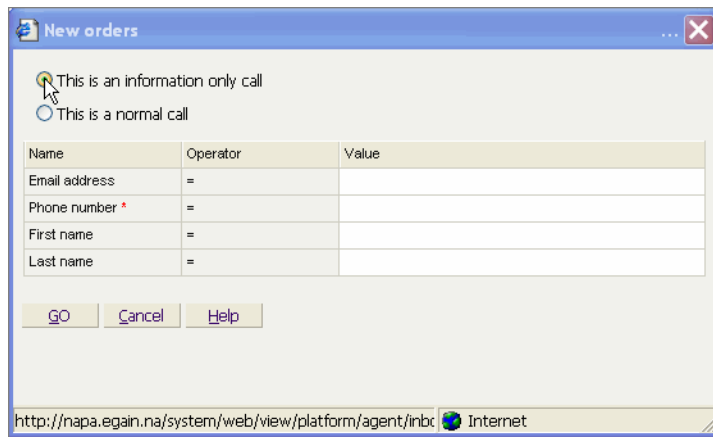 New orders ...
This is an information only call
This is a normal call
Name Operator Value
Email address =
Phone number * =
First name =
Last name =
GO Cancel Help
http://napa.egain.na/system/web/view/platform/agent/inbc Internet